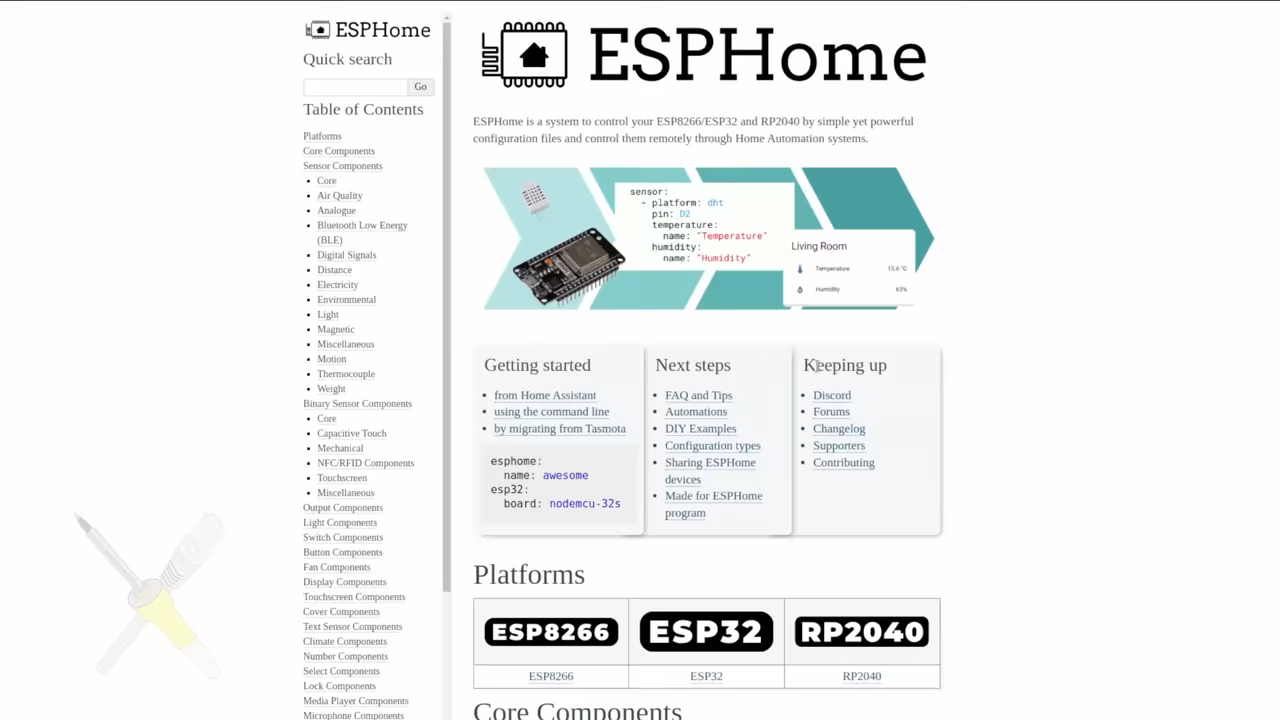 ESPHome
Quick search
Go
Table of Contents
Platforms
Core Components
Sensor Components
Core
Air Quality
Analogue
Bluetooth Low Energy
(BLE)
Digital Signals
Distance
Electricity
Environmental
Light
Magnetic
Miscellaneous
Motion
Thermocouple
Weight
Binary Sensor Components
Core
Capacitive Touch
Mechanical
NFC/RFID Components
Touchscreen
Miscellaneous
Output Components
Light Components
Switch Components
Button Components
Fan Components
Display Components
Touchscreen Components
Cover Components
Text Sensor Components
Climate Components
Number Components
Select Components
Lock Components
Media Player Components
Microphone Components
ESPHome
ESPHome is a system to control your ESP8266/ESP32 and RP2040 by simple yet powerful
configuration files and control them remotely through Home Automation systems.
sensor:
- platform: dht
pin: D2
temperature:
name: "Temperature"
humidity:
name: "Humidity"
Living Room
Temperature 15.6 °C
Humidity 63%
Getting started
from Home Assistant
using the command line
by migrating from Tasmota
esphome:
name: awesome
esp32:
board: nodemcu-32s
Next steps
FAQ and Tips
Automations
DIY Examples
Configuration types
Sharing ESPHome
devices
Made for ESPHome
program
Keeping up
Discord
Forums
Changelog
Supporters
Contributing
Platforms
ESP8266 ESP32 RP2040
ESP8266 ESP32 RP2040
Core Components